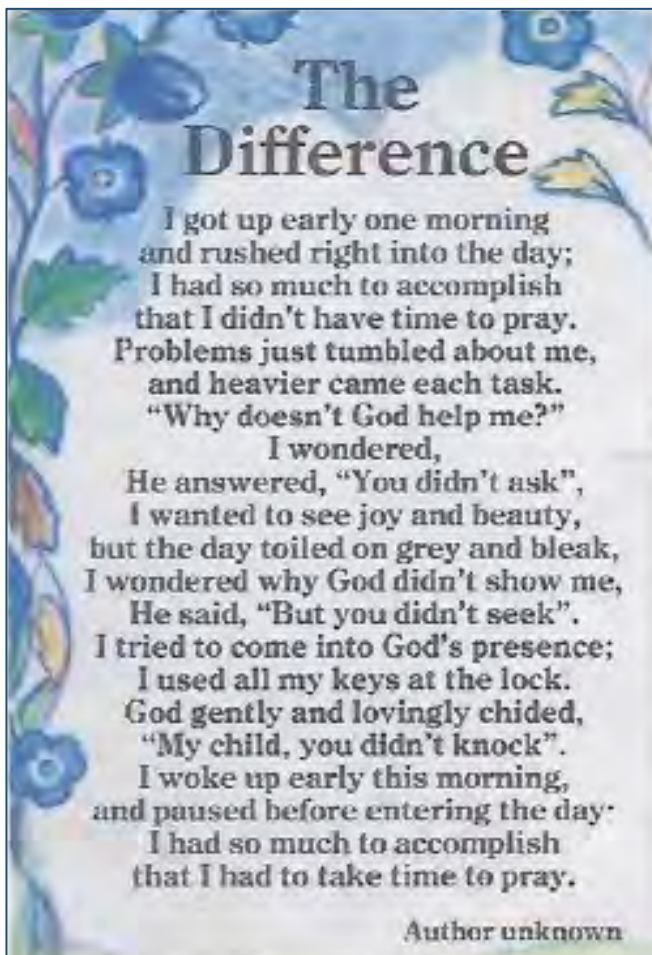 The
Difference
I got up early one morning
and rushed right into the day;
I had so much to accomplish
that I didn't have time to pray.
Problems just tumbled about me,
and heavier came each task.
“Why doesn't God help me?”
I wondered,
He answered, “You didn't ask”,
I wanted to see joy and beauty,
but the day toiled on grey and bleak,
I wondered why God didn't show me,
He said, “But you didn't seek”.
I tried to come into God's presence;
I used all my keys at the lock.
God gently and lovingly chided,
“My child, you didn't knock”.
I woke up early this morning,
and paused before entering the day·
I had so much to accomplish
that I had to take time to pray.
Author unknown